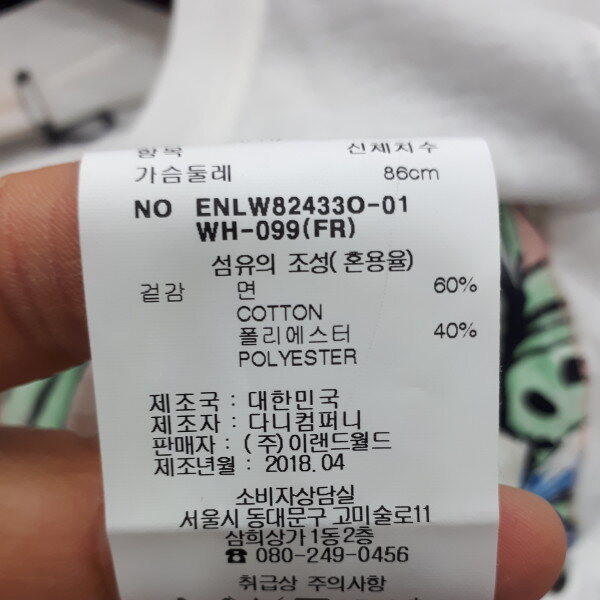 항목 신체치수
가슴둘레 86cm
NO ENLW82433O-01
WH-099(FR)
섬유의 조성( 혼용율)
겉감 면 60%
COTTON
폴리에스터 40%
POLYESTER
제조국 : 대한민국
제조자 : 다니컴퍼니
판매자 : (주)이랜드월드
제조년월 : 2018.04
소비자상담실
서울시 동대문구 고미술로11
삼희상가 1동2층
☎ 080-249-0456
취급상 주의사항